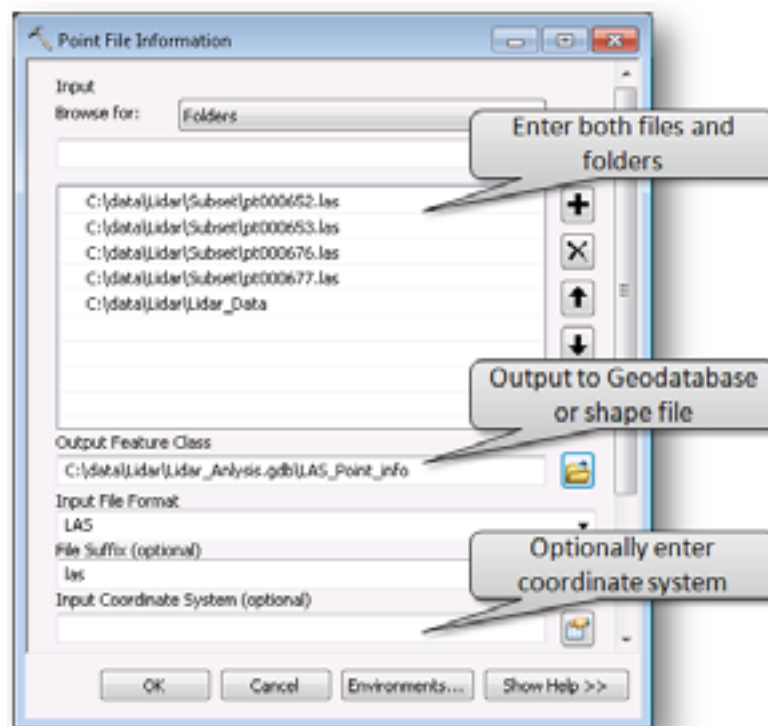 Point File Information
Input
Browse for:
Folders
Enter both files and
folders
C:\data\Lidar\Subset\pt000652.las
C:\data\Lidar\Subset\pt000653.las
C:\data\Lidar\Subset\pt000676.las
C:\data\Lidar\Subset\pt000677.las
C:\data\Lidar\Lidar_Data
Output to Geodatabase
or shape file
Output Feature Class
C:\data\Lidar\Lidar_Anlysis.gdb\LAS_Point_info
Input File Format
LAS
File Suffix (optional)
las
Optionally enter
coordinate system
Input Coordinate System (optional)
OK
Cancel
Environments...
Show Help >>